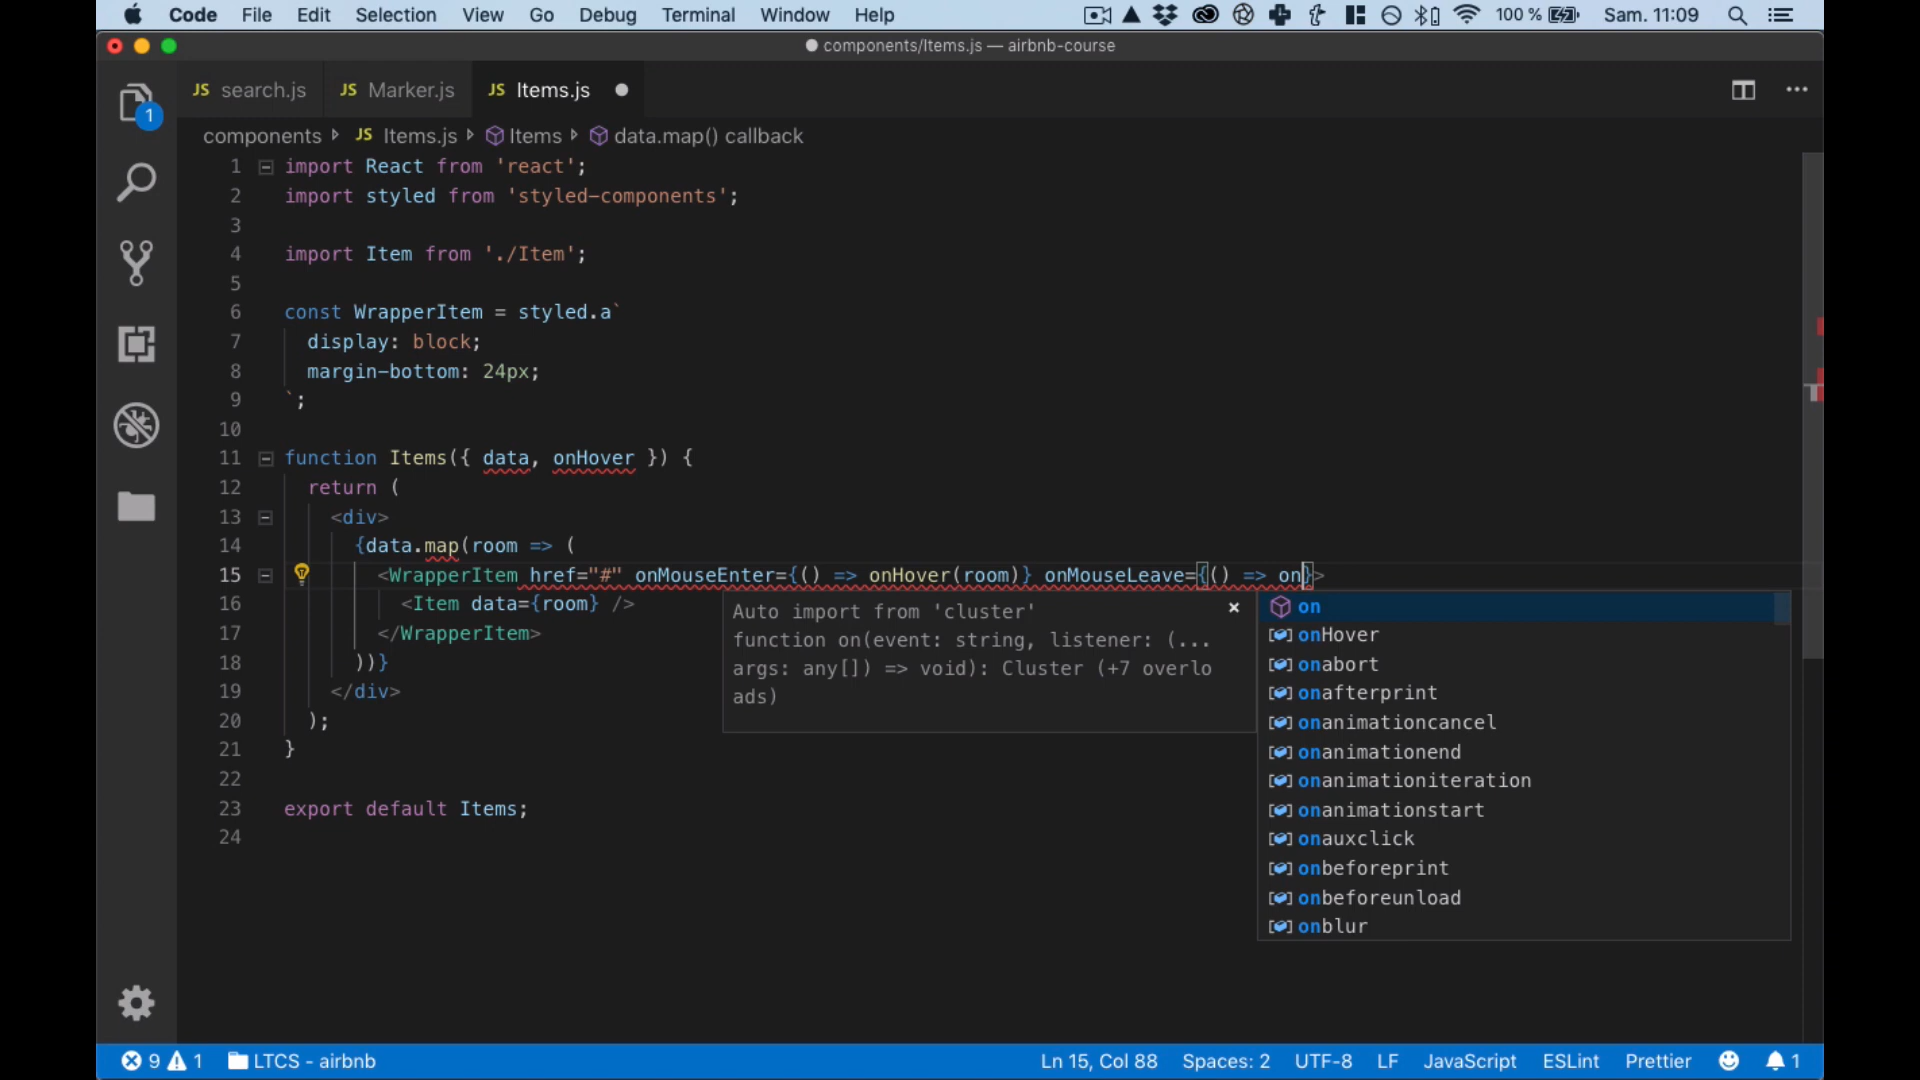 Code File Edit Selection View Go Debug Terminal Window Help 100 % Sam. 11:09
components/Items.js — airbnb-course
1
JS search.js JS Marker.js JS Items.js
components JS Items.js Items data.map() callback
1 import React from 'react';
2 import styled from 'styled-components';
3
4 import Item from './Item';
5
6 const WrapperItem = styled.a`
7 display: block;
8 margin-bottom: 24px;
9 `;
10
11 function Items({ data, onHover }) {
12 return (
13 <div>
14 {data.map(room => (
15 <WrapperItem href="#" onMouseEnter={() => onHover(room)} onMouseLeave={() => on}>
16 <Item data={room} />
17 </WrapperItem>
18 ))}
19 </div>
20 );
21 }
22
23 export default Items;
24
Auto import from 'cluster' ×
function on(event: string, listener: (...
args: any[]) => void): Cluster (+7 overlo
ads)
on
onHover
onabort
onafterprint
onanimationcancel
onanimationend
onanimationiteration
onanimationstart
onauxclick
onbeforeprint
onbeforeunload
onblur
9 1 LTCS - airbnb Ln 15, Col 88 Spaces: 2 UTF-8 LF JavaScript ESLint Prettier 1